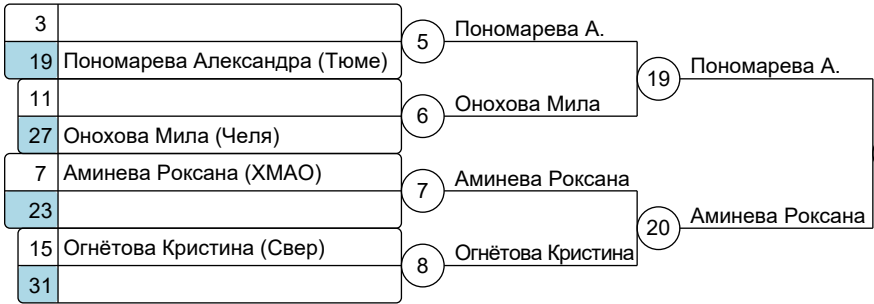 3
19 Пономарева Александра (Тюме)
11
27 Онохова Мила (Челя)
7 Аминева Роксана (ХМАО)
23
15 Огнётова Кристина (Свер)
31
5 Пономарева А.
6 Онохова Мила
7 Аминева Роксана
8 Огнётова Кристина
19 Пономарева А.
20 Аминева Роксана